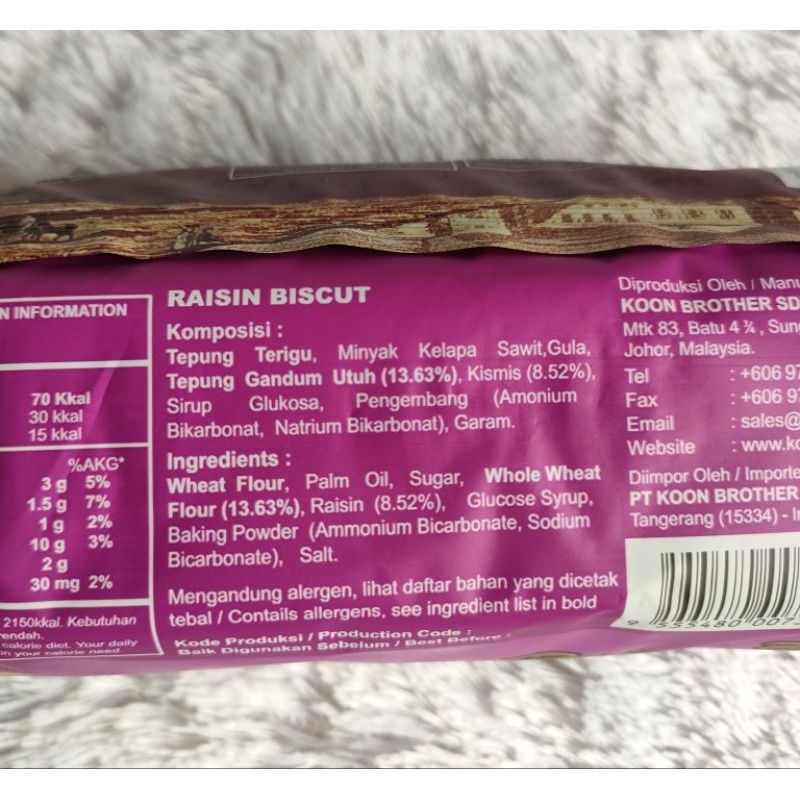 N INFORMATION
70 Kkal
30 kkal
15 kkal
%AKG*
3 g 5%
1.5 g 7%
1 g 2%
10 g 3%
2 g
30 mg 2%
2150kkal. Kebutuhan
rendah.
calorie diet. Your daily
on your calorie need.
RAISIN BISCUT
Komposisi :
Tepung Terigu, Minyak Kelapa Sawit,Gula,
Tepung Gandum Utuh (13.63%), Kismis (8.52%),
Sirup Glukosa, Pengembang (Amonium
Bikarbonat, Natrium Bikarbonat), Garam.
Ingredients :
Wheat Flour, Palm Oil, Sugar, Whole Wheat
Flour (13.63%), Raisin (8.52%), Glucose Syrup,
Baking Powder (Ammonium Bicarbonate, Sodium
Bicarbonate), Salt.
Mengandung alergen, lihat daftar bahan yang dicetak
tebal / Contails allergens, see ingredient list in bold
Kode Produksi / Production Code :
Baik Digunakan Sebelum / Best Before :
Diproduksi Oleh / Manu
KOON BROTHER SD
Mtk 83, Batu 4 ¾ , Sung
Johor, Malaysia.
Tel : +606 97
Fax : +606 97
Email : sales@
Website : www.ko
Diimpor Oleh / Importe
PT KOON BROTHER
Tangerang (15334) - In
9 555480 007